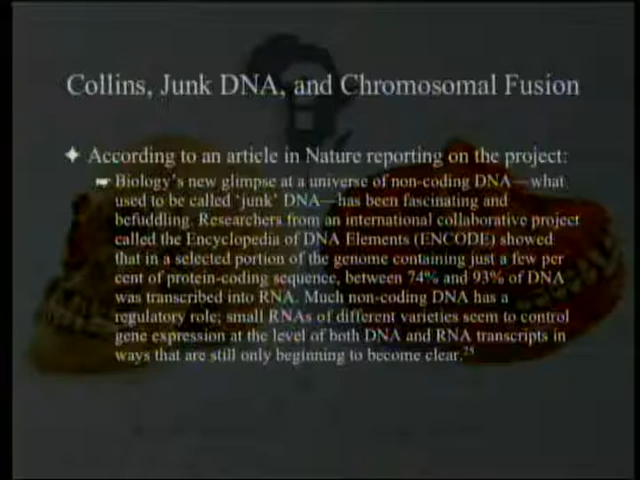 Collins, Junk DNA, and Chromosomal Fusion
According to an article in Nature reporting on the project:
Biology's new glimpse at a universe of non-coding DNA—what
used to be called 'junk' DNA—has been fascinating and
befuddling. Researchers from an international collaborative project
called the Encyclopedia of DNA Elements (ENCODE) showed
that in a selected portion of the genome containing just a few per
cent of protein-coding sequence, between 74% and 93% of DNA
was transcribed into RNA. Much non-coding DNA has a
regulatory role; small RNAs of different varieties seem to control
gene expression at the level of both DNA and RNA transcripts in
ways that are still only beginning to become clear.25